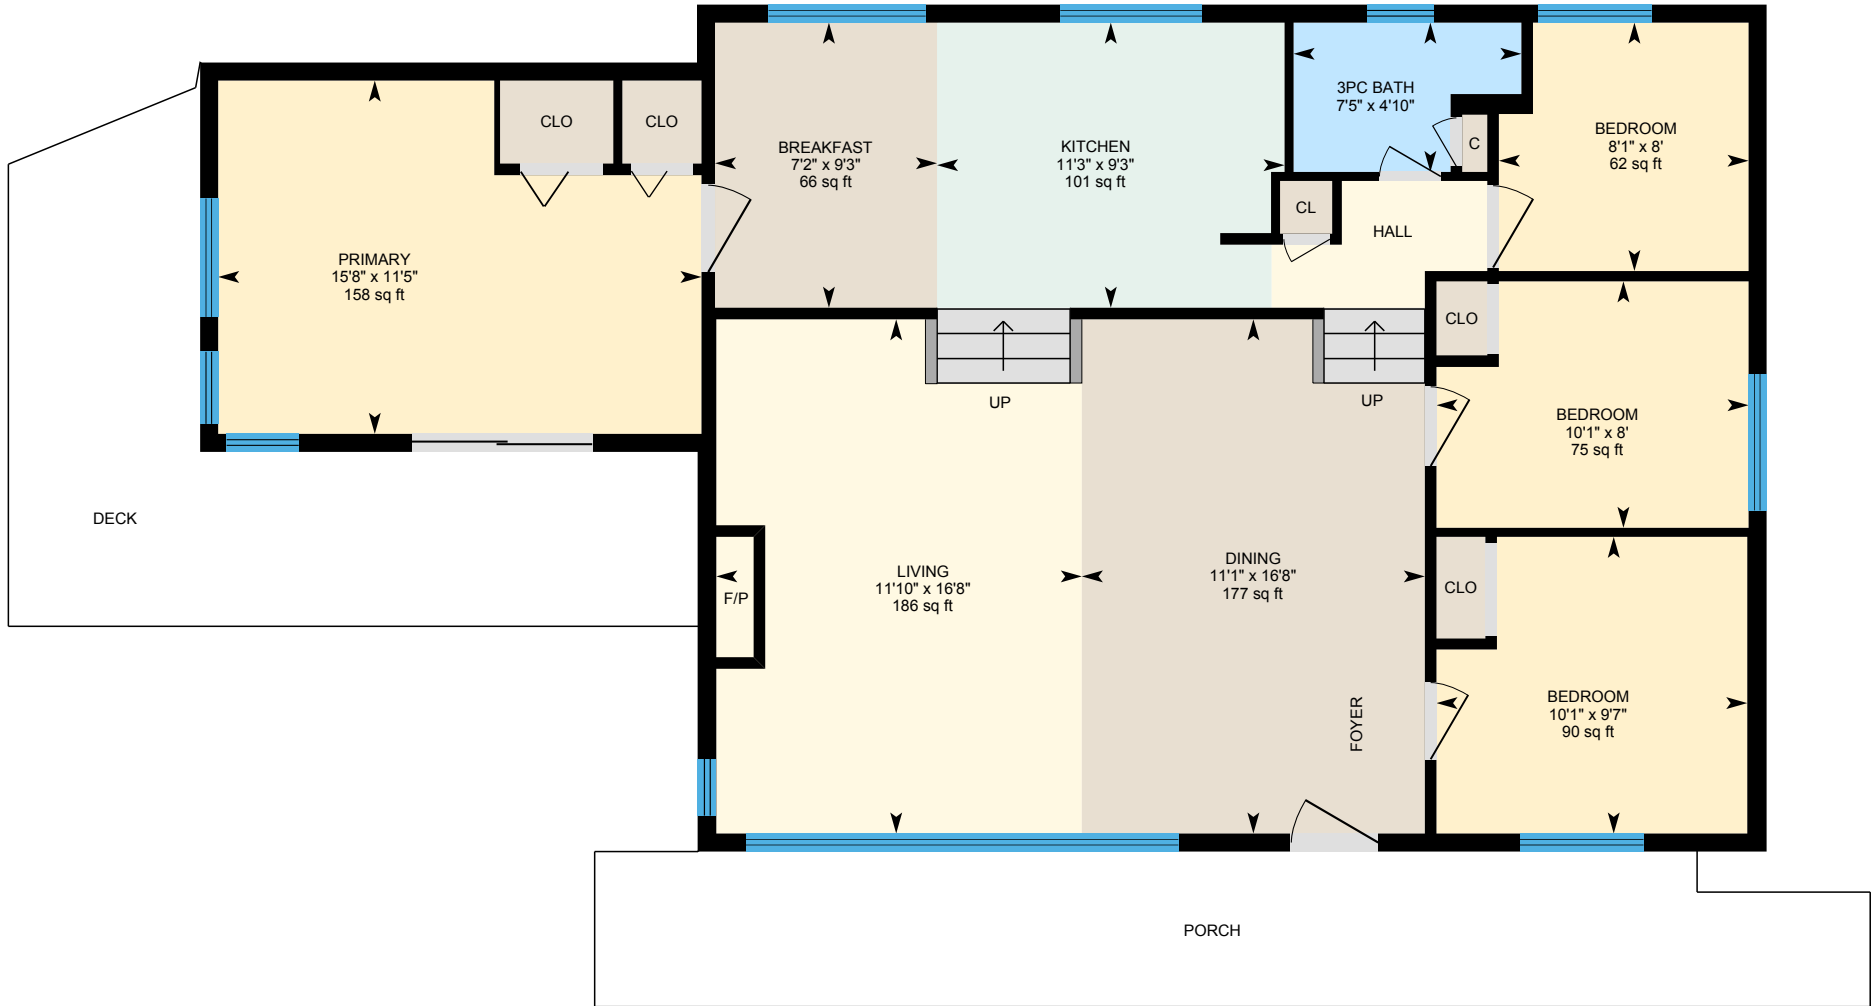 3PC BATH
7'5" x 4'10"
CLO
CLO
BREAKFAST
7'2" x 9'3"
66 sq ft
KITCHEN
11'3" x 9'3"
101 sq ft
BEDROOM
8'1" x 8'
62 sq ft
C
CL
HALL
PRIMARY
15'8" x 11'5"
158 sq ft
CLO
UP
UP
BEDROOM
10'1" x 8'
75 sq ft
DECK
LIVING
11'10" x 16'8"
186 sq ft
DINING
11'1" x 16'8"
177 sq ft
F/P
CLO
FOYER
BEDROOM
10'1" x 9'7"
90 sq ft
PORCH